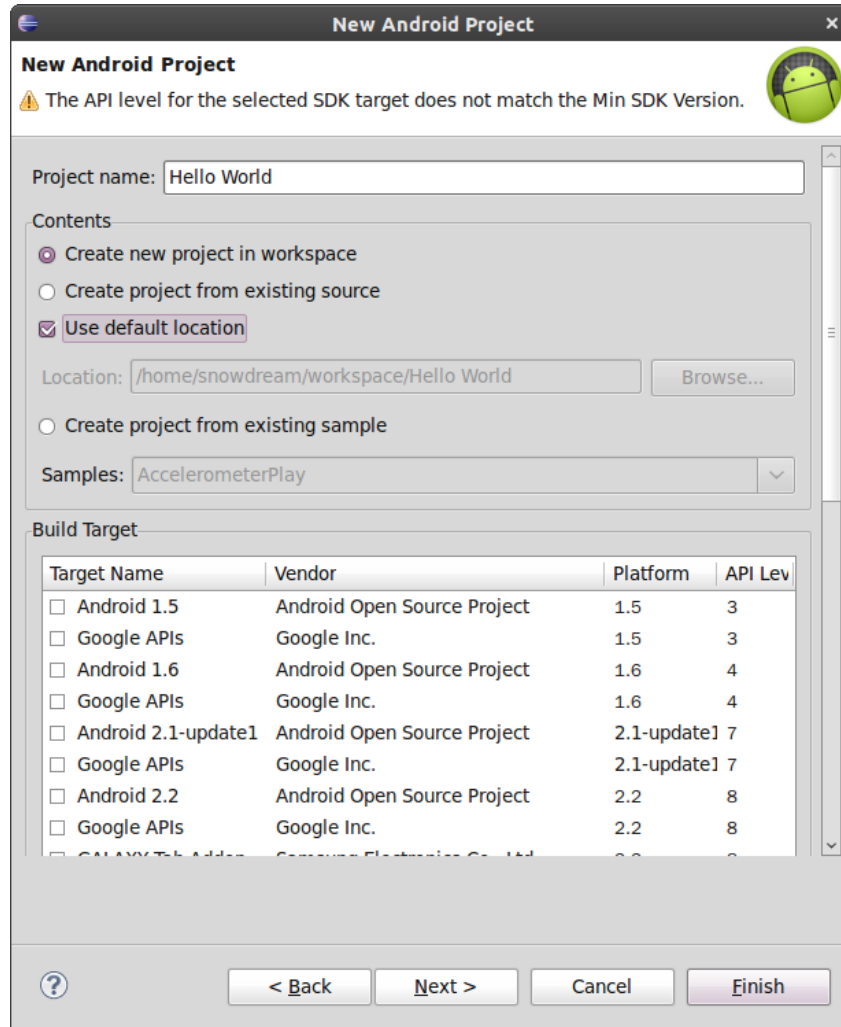 New Android Project
New Android Project
The API level for the selected SDK target does not match the Min SDK Version.
Project name: Hello World
Contents
Create new project in workspace
Create project from existing source
Use default location
Location: /home/snowdream/workspace/Hello World Browse...
Create project from existing sample
Samples: AccelerometerPlay
Build Target
Target Name Vendor Platform API Lev
Android 1.5 Android Open Source Project 1.5 3
Google APIs Google Inc. 1.5 3
Android 1.6 Android Open Source Project 1.6 4
Google APIs Google Inc. 1.6 4
Android 2.1-update1 Android Open Source Project 2.1-update1 7
Google APIs Google Inc. 2.1-update1 7
Android 2.2 Android Open Source Project 2.2 8
Google APIs Google Inc. 2.2 8
? < Back Next > Cancel Finish